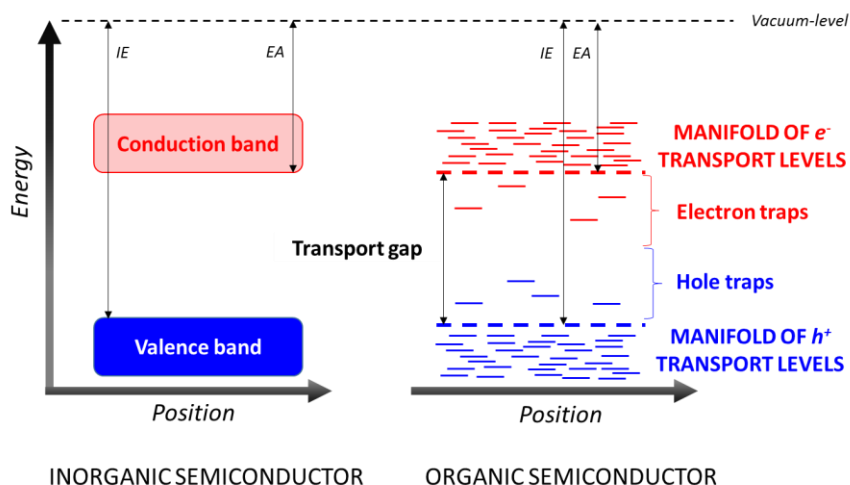 Vacuum-level
IE
EA
IE
EA
Energy
Conduction band
MANIFOLD OF e-
TRANSPORT LEVELS
Electron traps
Transport gap
Hole traps
Valence band
MANIFOLD OF h+
TRANSPORT LEVELS
Position
Position
INORGANIC SEMICONDUCTOR
ORGANIC SEMICONDUCTOR